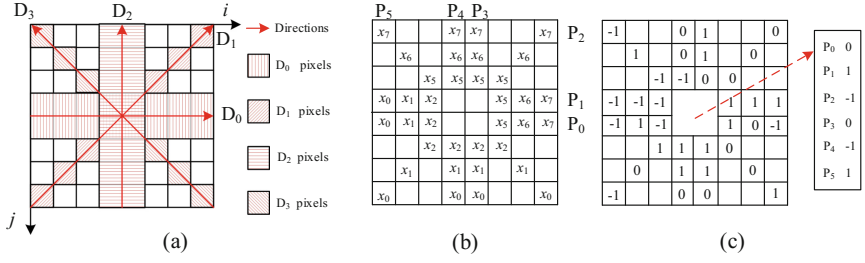 D₃ D₂ i
D₁
D₀
j
Directions
D₀ pixels
D₁ pixels
D₂ pixels
D₃ pixels
(a)
P₅ P₄ P₃
x₇ x₇ x₇ x₇
x₆ x₆ x₆ x₆
x₅ x₅ x₅ x₅
x₀ x₁ x₂ x₅ x₆ x₇
x₀ x₁ x₂ x₅ x₆ x₇
x₂ x₂ x₂ x₂
x₁ x₁ x₁ x₁
x₀ x₀ x₀ x₀
P₂
P₁
P₀
(b)
-1 0 1 -1
1 0 1 0
-1 -1 0 0
-1 -1 -1 1 1 1
-1 1 -1 1 0 -1
1 1 1 0
0 1 1 0
-1 0 0 1
(c)
P₀ 0
P₁ 1
P₂ -1
P₃ 0
P₄ -1
P₅ 1